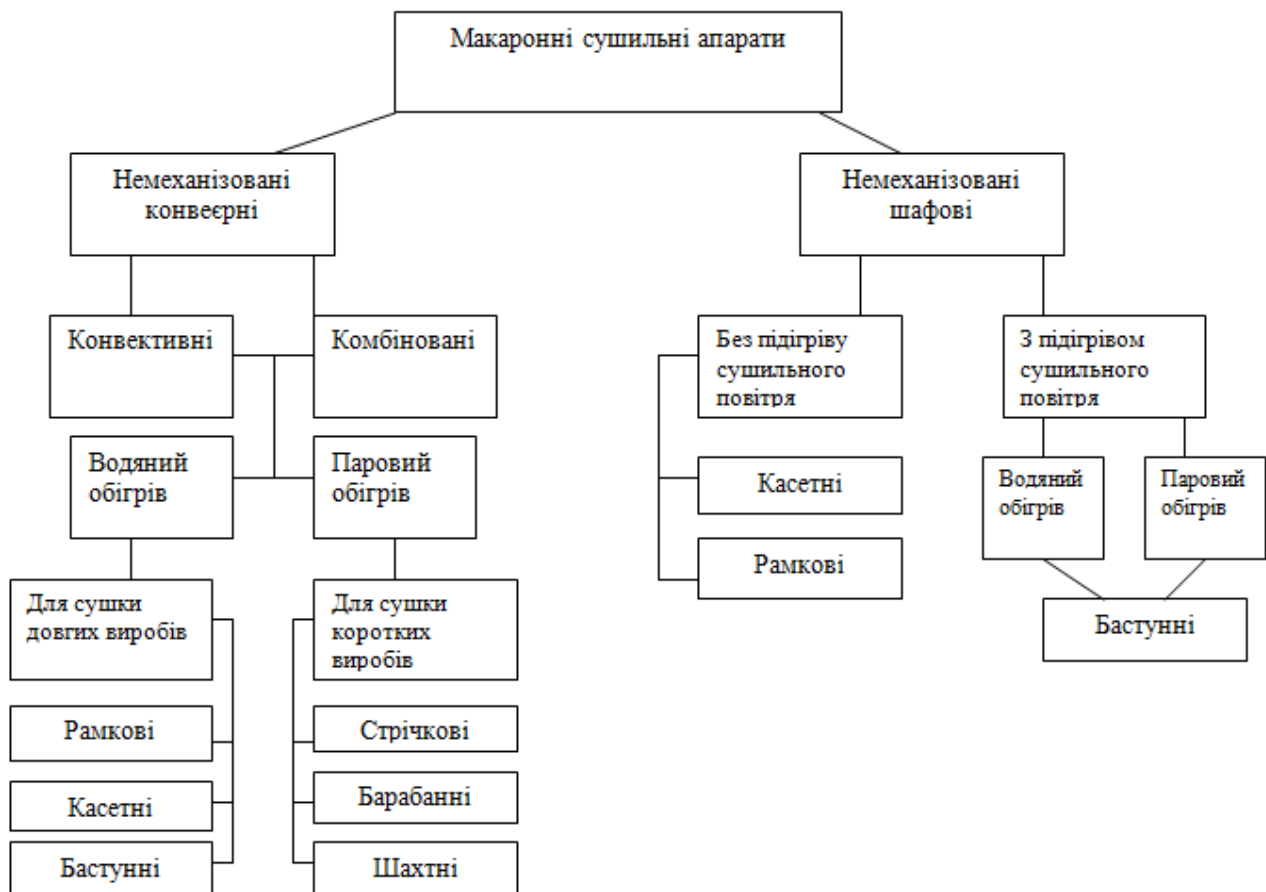 Макаронні сушильні апарати
Немеханізовані
конвеєрні
Немеханізовані
шафові
Конвективні
Комбіновані
Без підігріву
сушильного
повітря
З підігрівом
сушильного
повітря
Водяний
обігрів
Паровий
обігрів
Касетні
Рамкові
Водяний
обігрів
Паровий
обігрів
Бастунні
Для сушки
довгих виробів
Для сушки
коротких
виробів
Рамкові
Касетні
Бастунні
Стрічкові
Барабанні
Шахтні